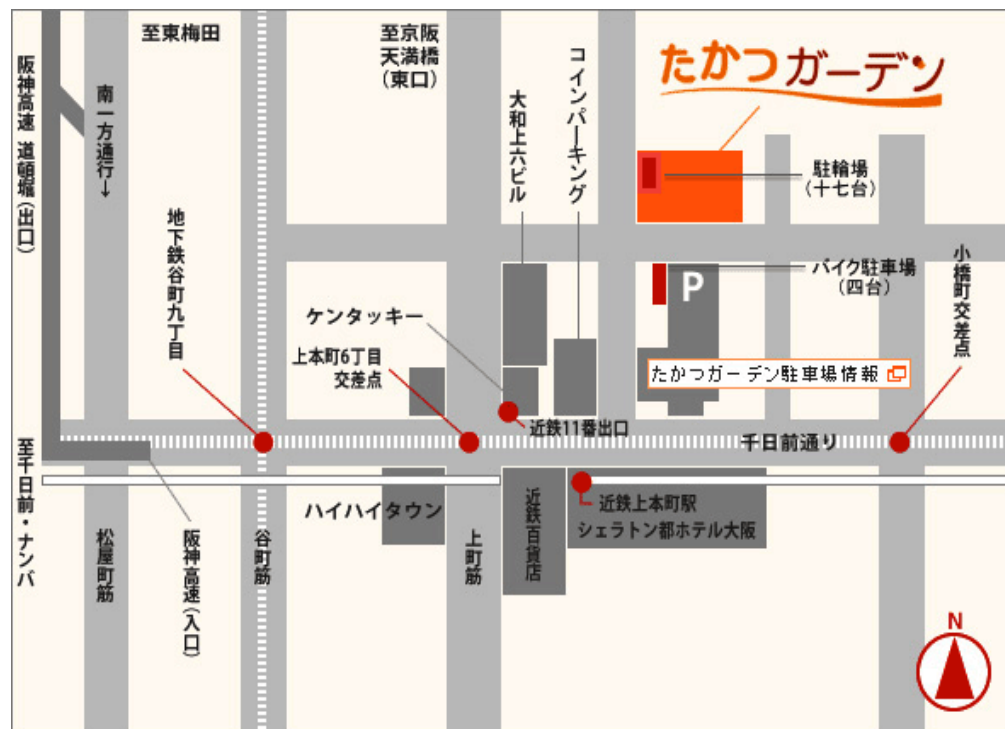 至東梅田
至京阪
天満橋
(東口)
コインパーキング
たかつガーデン
阪神高速 道頓堀(出口)
南一方通行→
大和上六ビル
駐輪場
(十七台)
地下鉄谷町九丁目
小橋町交差点
バイク駐車場
(四台)
P
ケンタッキー
上本町6丁目
交差点
たかつガーデン駐車場情報
近鉄11番出口
千日前通り
至千日前・ナンバ
ハイハイタウン
近鉄百貨店
近鉄上本町駅
シェラトン都ホテル大阪
松屋町筋
阪神高速(入口)
谷町筋
上町筋
N